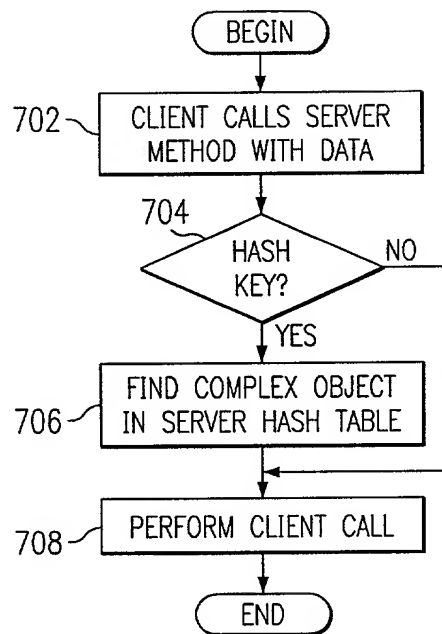 BEGIN
702
CLIENT CALLS SERVER
METHOD WITH DATA
704
HASH
KEY?
NO
YES
706
FIND COMPLEX OBJECT
IN SERVER HASH TABLE
708
PERFORM CLIENT CALL
END